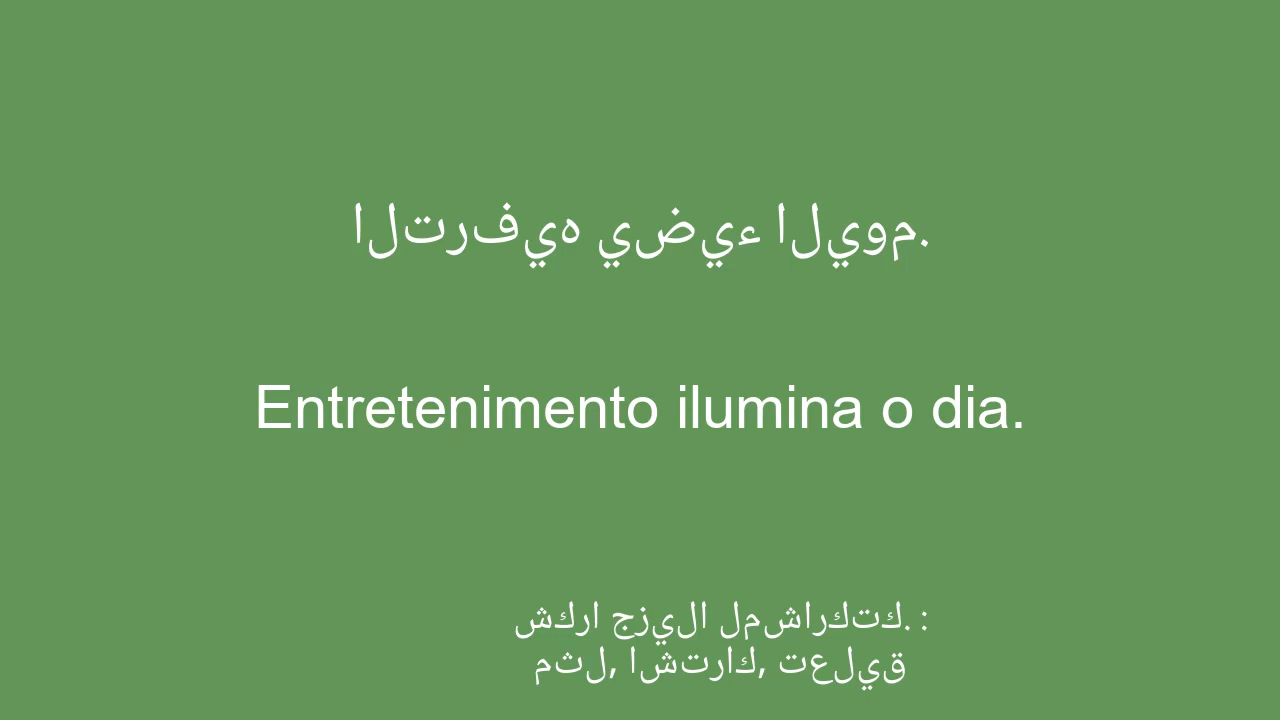 الترفيه يضيء اليوم.
Entretenimento ilumina o dia.
شكرا جزيلا لمشاركتك. :
مثل, اشتراك, تعليق